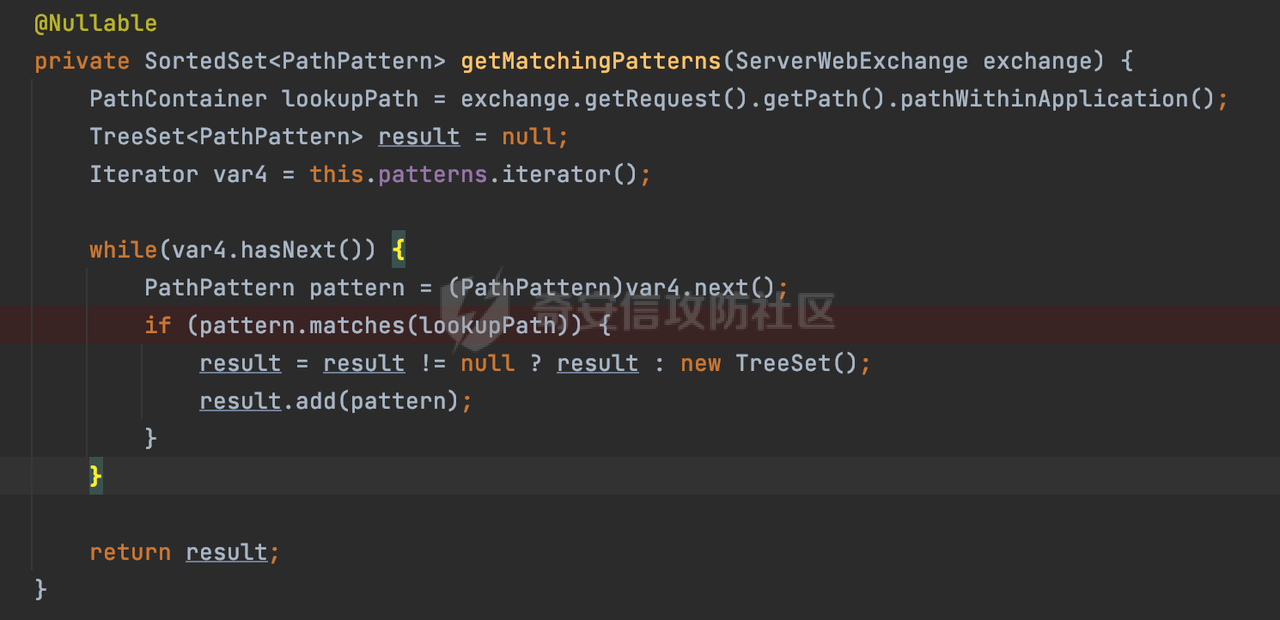 @Nullable
private SortedSet<PathPattern> getMatchingPatterns(ServerWebExchange exchange) {
    PathContainer lookupPath = exchange.getRequest().getPath().pathWithinApplication();
    TreeSet<PathPattern> result = null;
    Iterator var4 = this.patterns.iterator();

    while(var4.hasNext()) {
        PathPattern pattern = (PathPattern)var4.next();
        if (pattern.matches(lookupPath)) {
            result = result != null ? result : new TreeSet();
            result.add(pattern);
        }
    }

    return result;
}
奇安信攻防社区